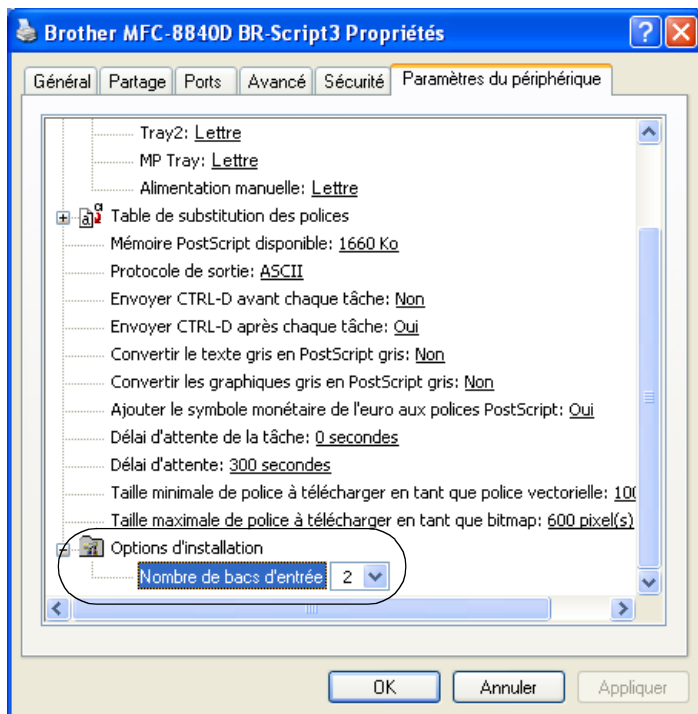 Brother MFC-8840D BR-Script3 Propriétés
Général Partage Ports Avancé Sécurité Paramètres du périphérique
Tray2: Lettre
MP Tray: Lettre
Alimentation manuelle: Lettre
Table de substitution des polices
Mémoire PostScript disponible: 1660 Ko
Protocole de sortie: ASCII
Envoyer CTRL-D avant chaque tâche: Non
Envoyer CTRL-D après chaque tâche: Oui
Convertir le texte gris en PostScript gris: Non
Convertir les graphiques gris en PostScript gris: Non
Ajouter le symbole monétaire de l'euro aux polices PostScript: Oui
Délai d'attente de la tâche: 0 secondes
Délai d'attente: 300 secondes
Taille minimale de police à télécharger en tant que police vectorielle:
Taille maximale de police à télécharger en tant que bitmap: 600 pixel(s)
Options d'installation
Nombre de bacs d'entrée 2
OK Annuler Appliquer